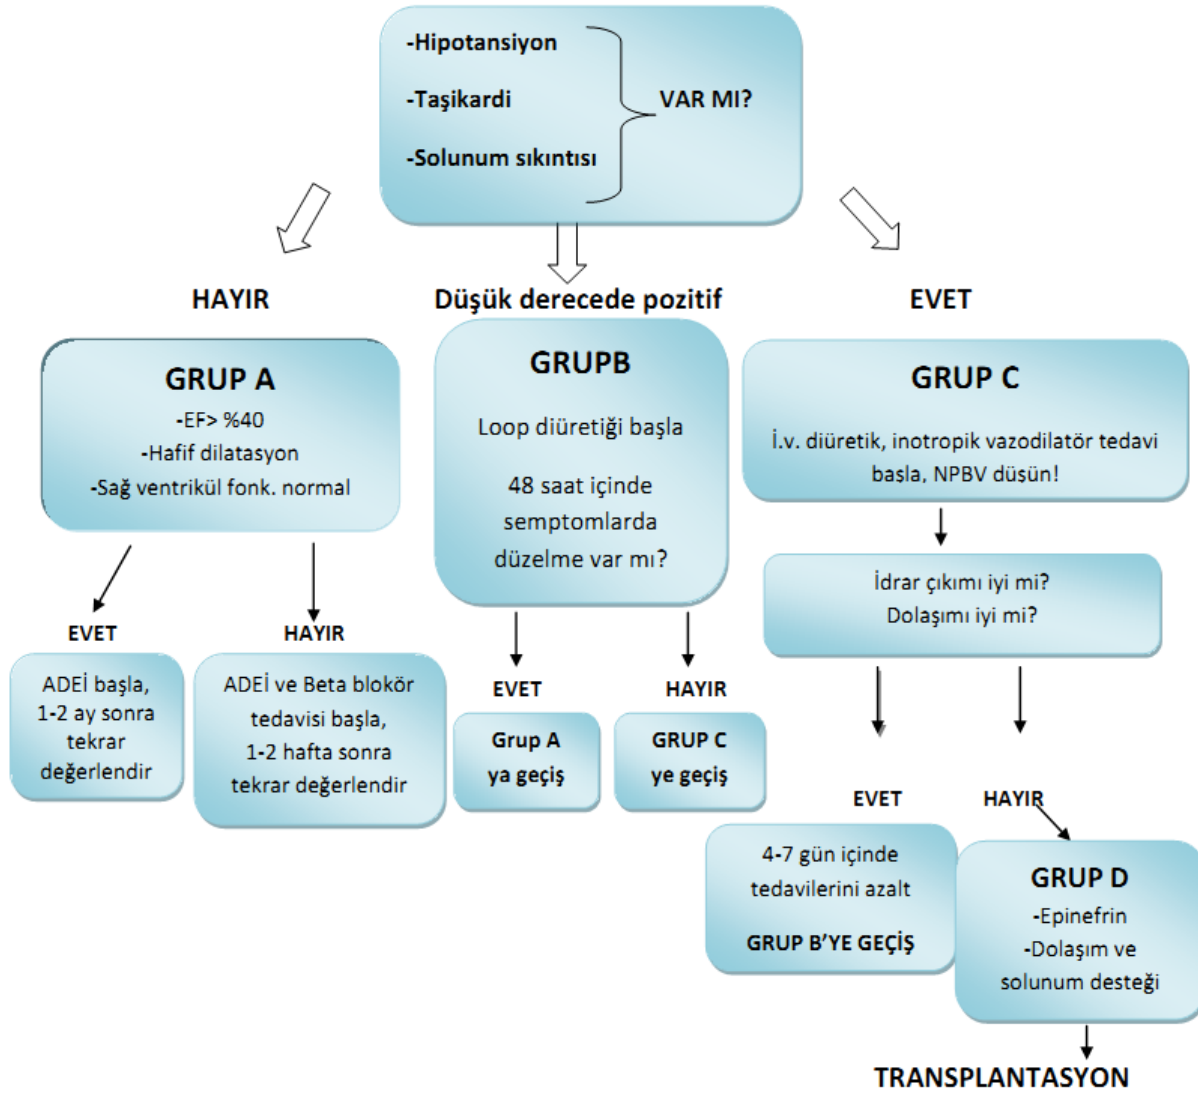 -Hipotansiyon
-Taşikardi
VAR MI?
-Solunum sıkıntısı
HAYIR
Düşük derecede pozitif
EVET
GRUP A
-EF> %40
-Hafif dilatasyon
-Sağ ventrikül fonk. normal
GRUPB
Loop diüretiği başla
48 saat içinde
semptomlarda
düzelme var mı?
GRUP C
İ.v. diüretik, inotropik vazodilatör tedavi
başla, NPBV düşün!
İdrar çıkımı iyi mi?
Dolaşımı iyi mi?
EVET
ADEİ başla,
1-2 ay sonra
tekrar
değerlendir
HAYIR
ADEİ ve Beta blokör
tedavisi başla,
1-2 hafta sonra
tekrar değerlendir
EVET
Grup A
ya geçiş
HAYIR
GRUP C
ye geçiş
EVET
4-7 gün içinde
tedavilerini azalt
GRUP B'YE GEÇİŞ
HAYIR
GRUP D
-Epinefrin
-Dolaşım ve
solunum desteği
TRANSPLANTASYON